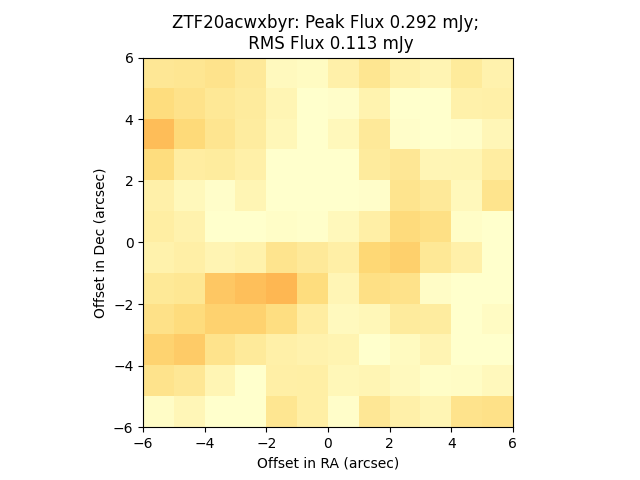 ZTF20acwxbyr: Peak Flux 0.292 mJy;
RMS Flux 0.113 mJy
6
4
2
0
−2
−4
−6
Offset in Dec (arcsec)
−6 −4 −2 0 2 4 6
Offset in RA (arcsec)